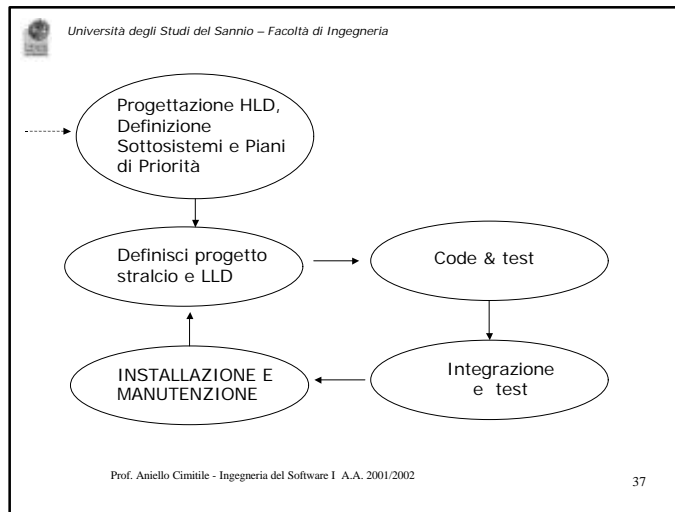 Università degli Studi del Sannio – Facoltà di Ingegneria
Progettazione HLD,
Definizione
Sottosistemi e Piani
di Priorità
Definisci progetto
stralcio e LLD
Code & test
INSTALLAZIONE E
MANUTENZIONE
Integrazione
e test
Prof. Aniello Cimitile - Ingegneria del Software I A.A. 2001/2002
37